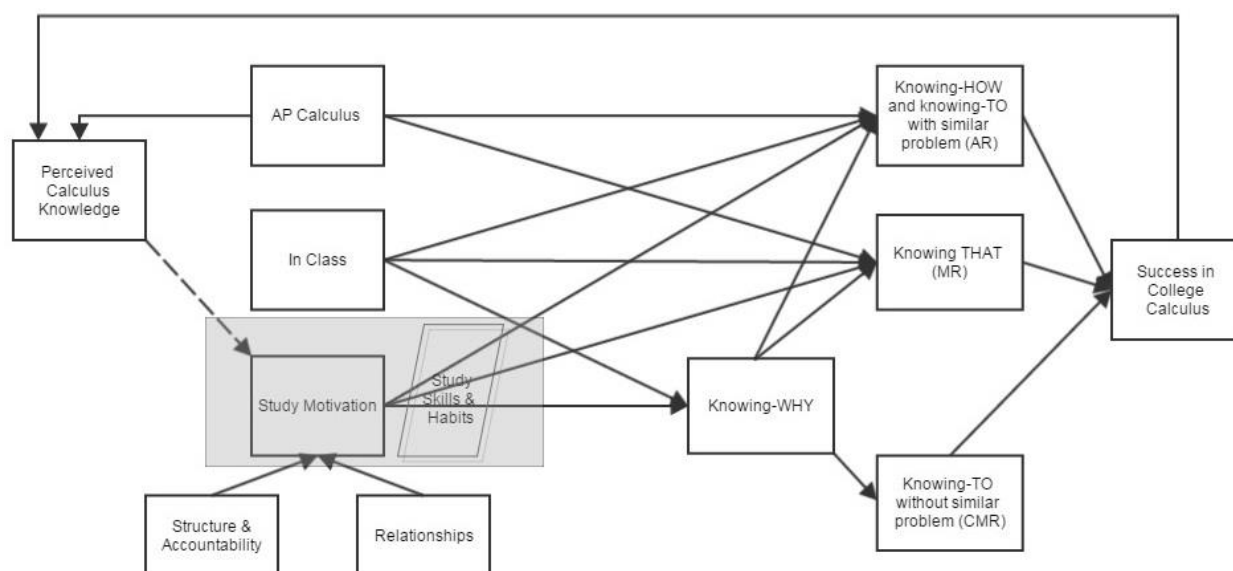 AP Calculus
Knowing-HOW
and knowing-TO
with similar
problem (AR)
Perceived
Calculus
Knowledge
In Class
Knowing THAT
(MR)
Success in
College
Calculus
Study Motivation
Study
Skills &
Habits
Knowing-WHY
Knowing-TO
without similar
problem (CMR)
Structure &
Accountability
Relationships